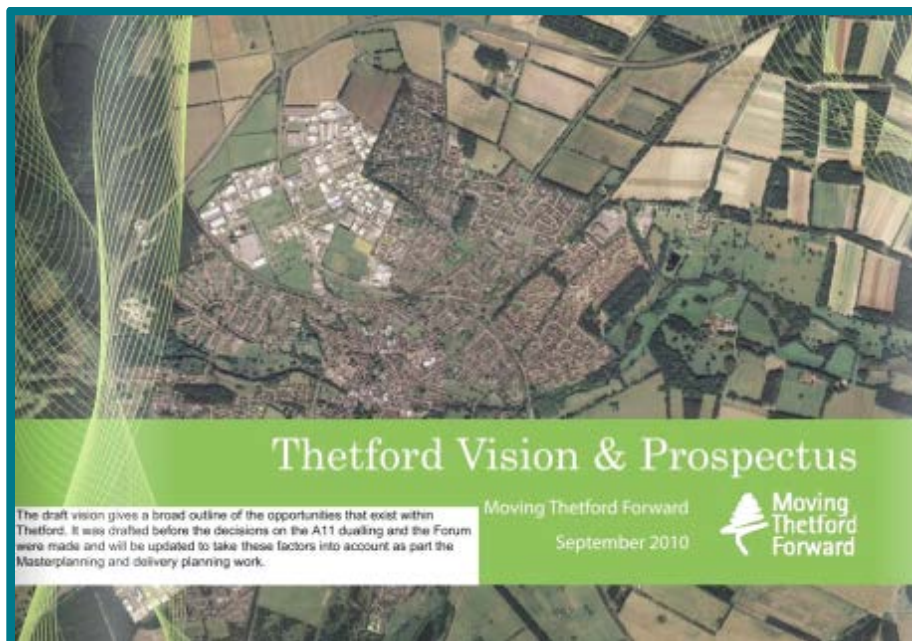 Thetford Vision & Prospectus
Moving Thetford Forward
September 2010
Moving
Thetford
Forward
The draft vision gives a broad outline of the opportunities that exist within
Thetford. It was drafted before the decisions on the A11 dualling and the Forum
were made and will be updated to take these factors into account as part the
Masterplanning and delivery planning work.